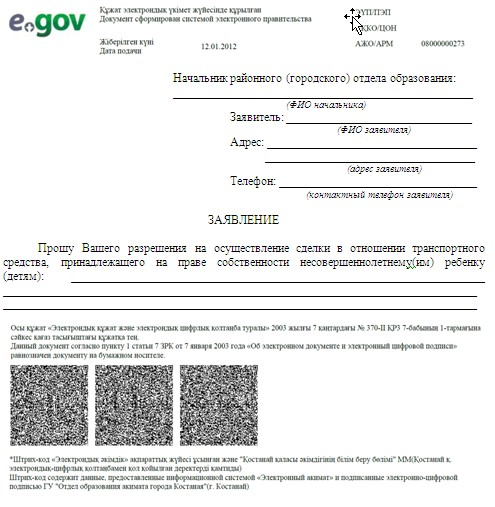 e.gov
Құжат электрондық үкімет жүйесінде құрылған
Документ сформирован системой электронного правительства
ЭҮП/ПЭП
ХҚКО/ЦОН
Жіберілген күні
Дата подачи
12.01.2012
АЖО/АРМ 08000000273
Начальник районного (городского) отдела образования:
(ФИО начальника)
Заявитель:
(ФИО заявителя)
Адрес:
(адрес заявителя)
Телефон:
(контактный телефон заявителя)
ЗАЯВЛЕНИЕ
Прошу Вашего разрешения на осуществление сделки в отношении транспортного
средства, принадлежащего на праве собственности несовершеннолетнему(им) ребенку
(детям):
Осы құжат «Электрондық құжат және электрондық цифрлық қолтаңба туралы» 2003 жылғы 7 қаңтардағы № 370-II ҚРЗ 7-бабының 1-тармағына
сәйкес қағаз тасығыштағы құжатқа тең.
Данный документ согласно пункту 1 статьи 7 ЗРК от 7 января 2003 года «Об электронном документе и электронный цифровой подписи»
равнозначен документу на бумажном носителе.
*Штрих-код «Электрондық әкімдік» ақпараттық жүйесі ұсынған және "Қостанай қаласы әкімдігінің білім беру бөлімі" ММ(Қостанай қ.
электрондық-цифрлық қолтанбамен қол қойылған деректерді қамтиды)
Штрих-код содержит данные, предоставленные информационной системой «Электронный акимат» и подписанные электронно-цифровой
подписью ГУ "Отдел образования акимата города Костаная"(г. Костанай)